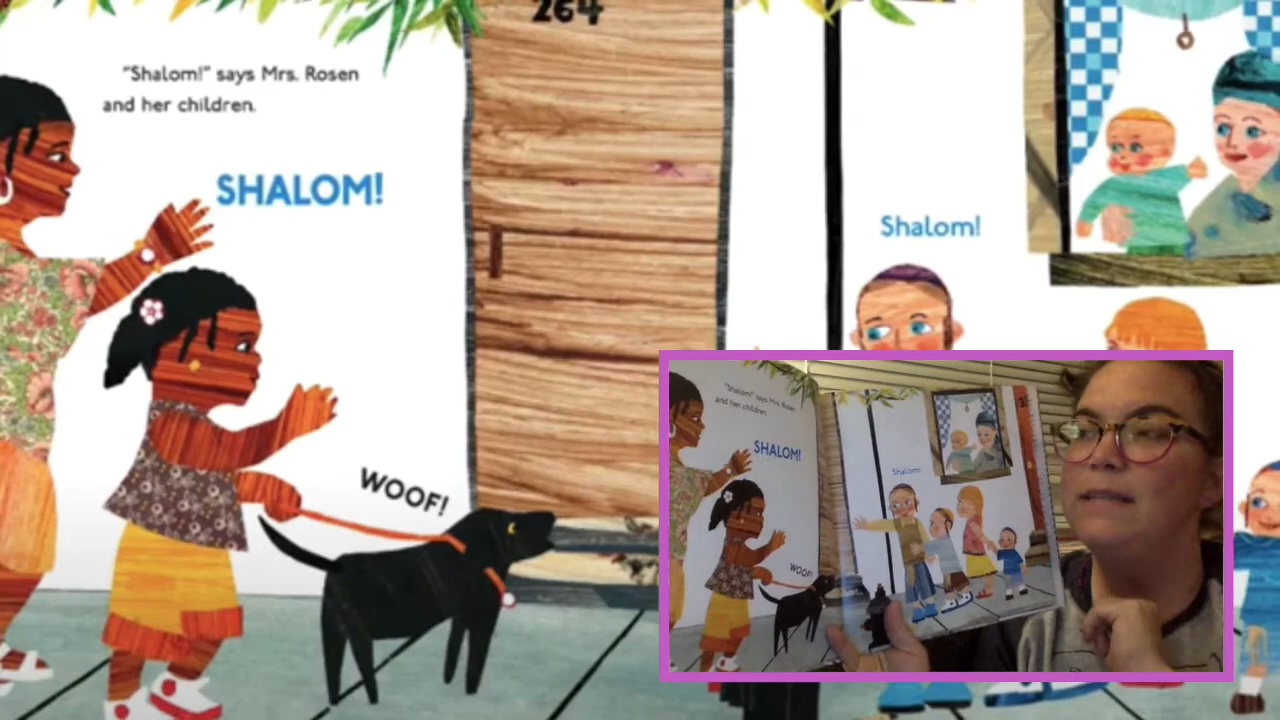 264
"Shalom!" says Mrs. Rosen
and her children.
SHALOM!
Shalom!
WOOF!
"Shalom!" says Mrs. Rosen
and her children.
SHALOM!
Shalom!
WOOF!